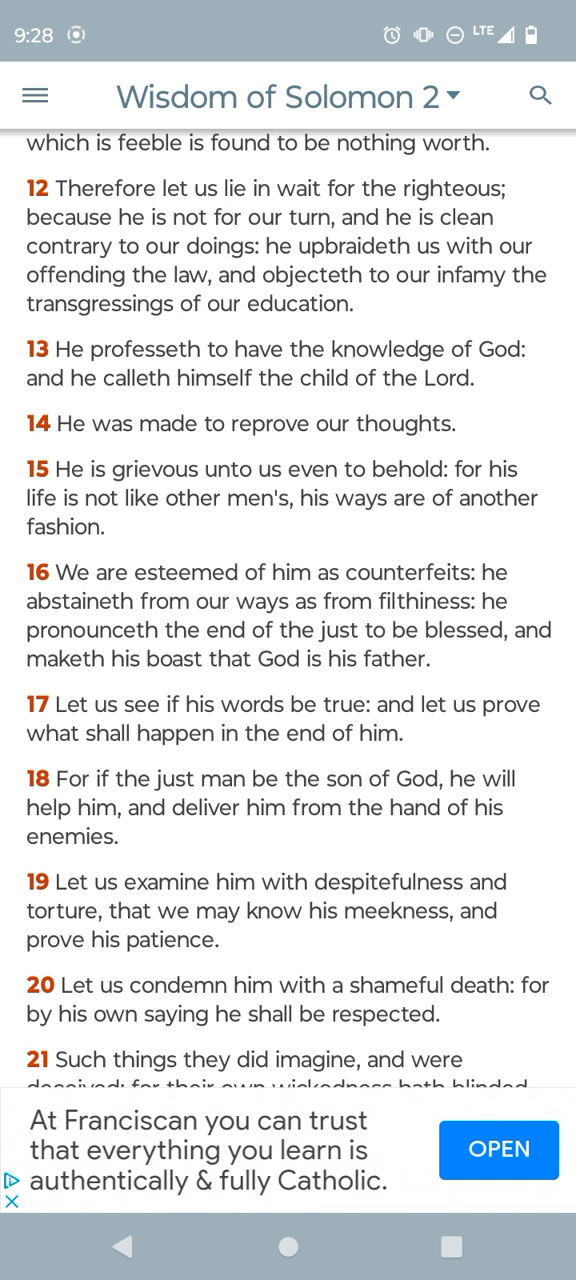 9:28
LTE
Wisdom of Solomon 2
which is feeble is found to be nothing worth.
12 Therefore let us lie in wait for the righteous;
because he is not for our turn, and he is clean
contrary to our doings: he upbraideth us with our
offending the law, and objecteth to our infamy the
transgressings of our education.
13 He professeth to have the knowledge of God:
and he calleth himself the child of the Lord.
14 He was made to reprove our thoughts.
15 He is grievous unto us even to behold: for his
life is not like other men's, his ways are of another
fashion.
16 We are esteemed of him as counterfeits: he
abstaineth from our ways as from filthiness: he
pronounceth the end of the just to be blessed, and
maketh his boast that God is his father.
17 Let us see if his words be true: and let us prove
what shall happen in the end of him.
18 For if the just man be the son of God, he will
help him, and deliver him from the hand of his
enemies.
19 Let us examine him with despitefulness and
torture, that we may know his meekness, and
prove his patience.
20 Let us condemn him with a shameful death: for
by his own saying he shall be respected.
21 Such things they did imagine, and were
deceived: for their own wickedness hath blinded
At Franciscan you can trust
that everything you learn is
authentically & fully Catholic.
OPEN